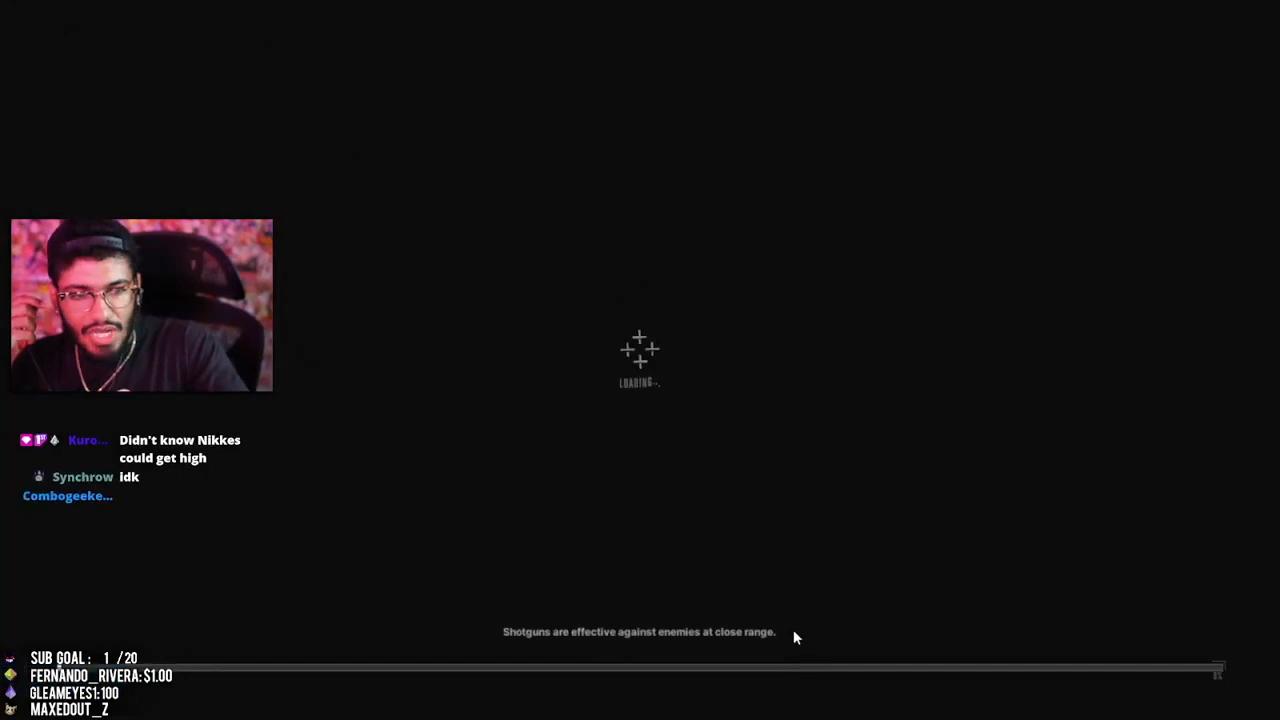 LOADING...
Kuro... Didn't know Nikkes
could get high
Synchrow idk
Combogeeke...
Shotguns are effective against enemies at close range.
SUB GOAL : 1 /20
FERNANDO_RIVERA:$1.00
GLEAMEYES1:100
MAXEDOUT_Z